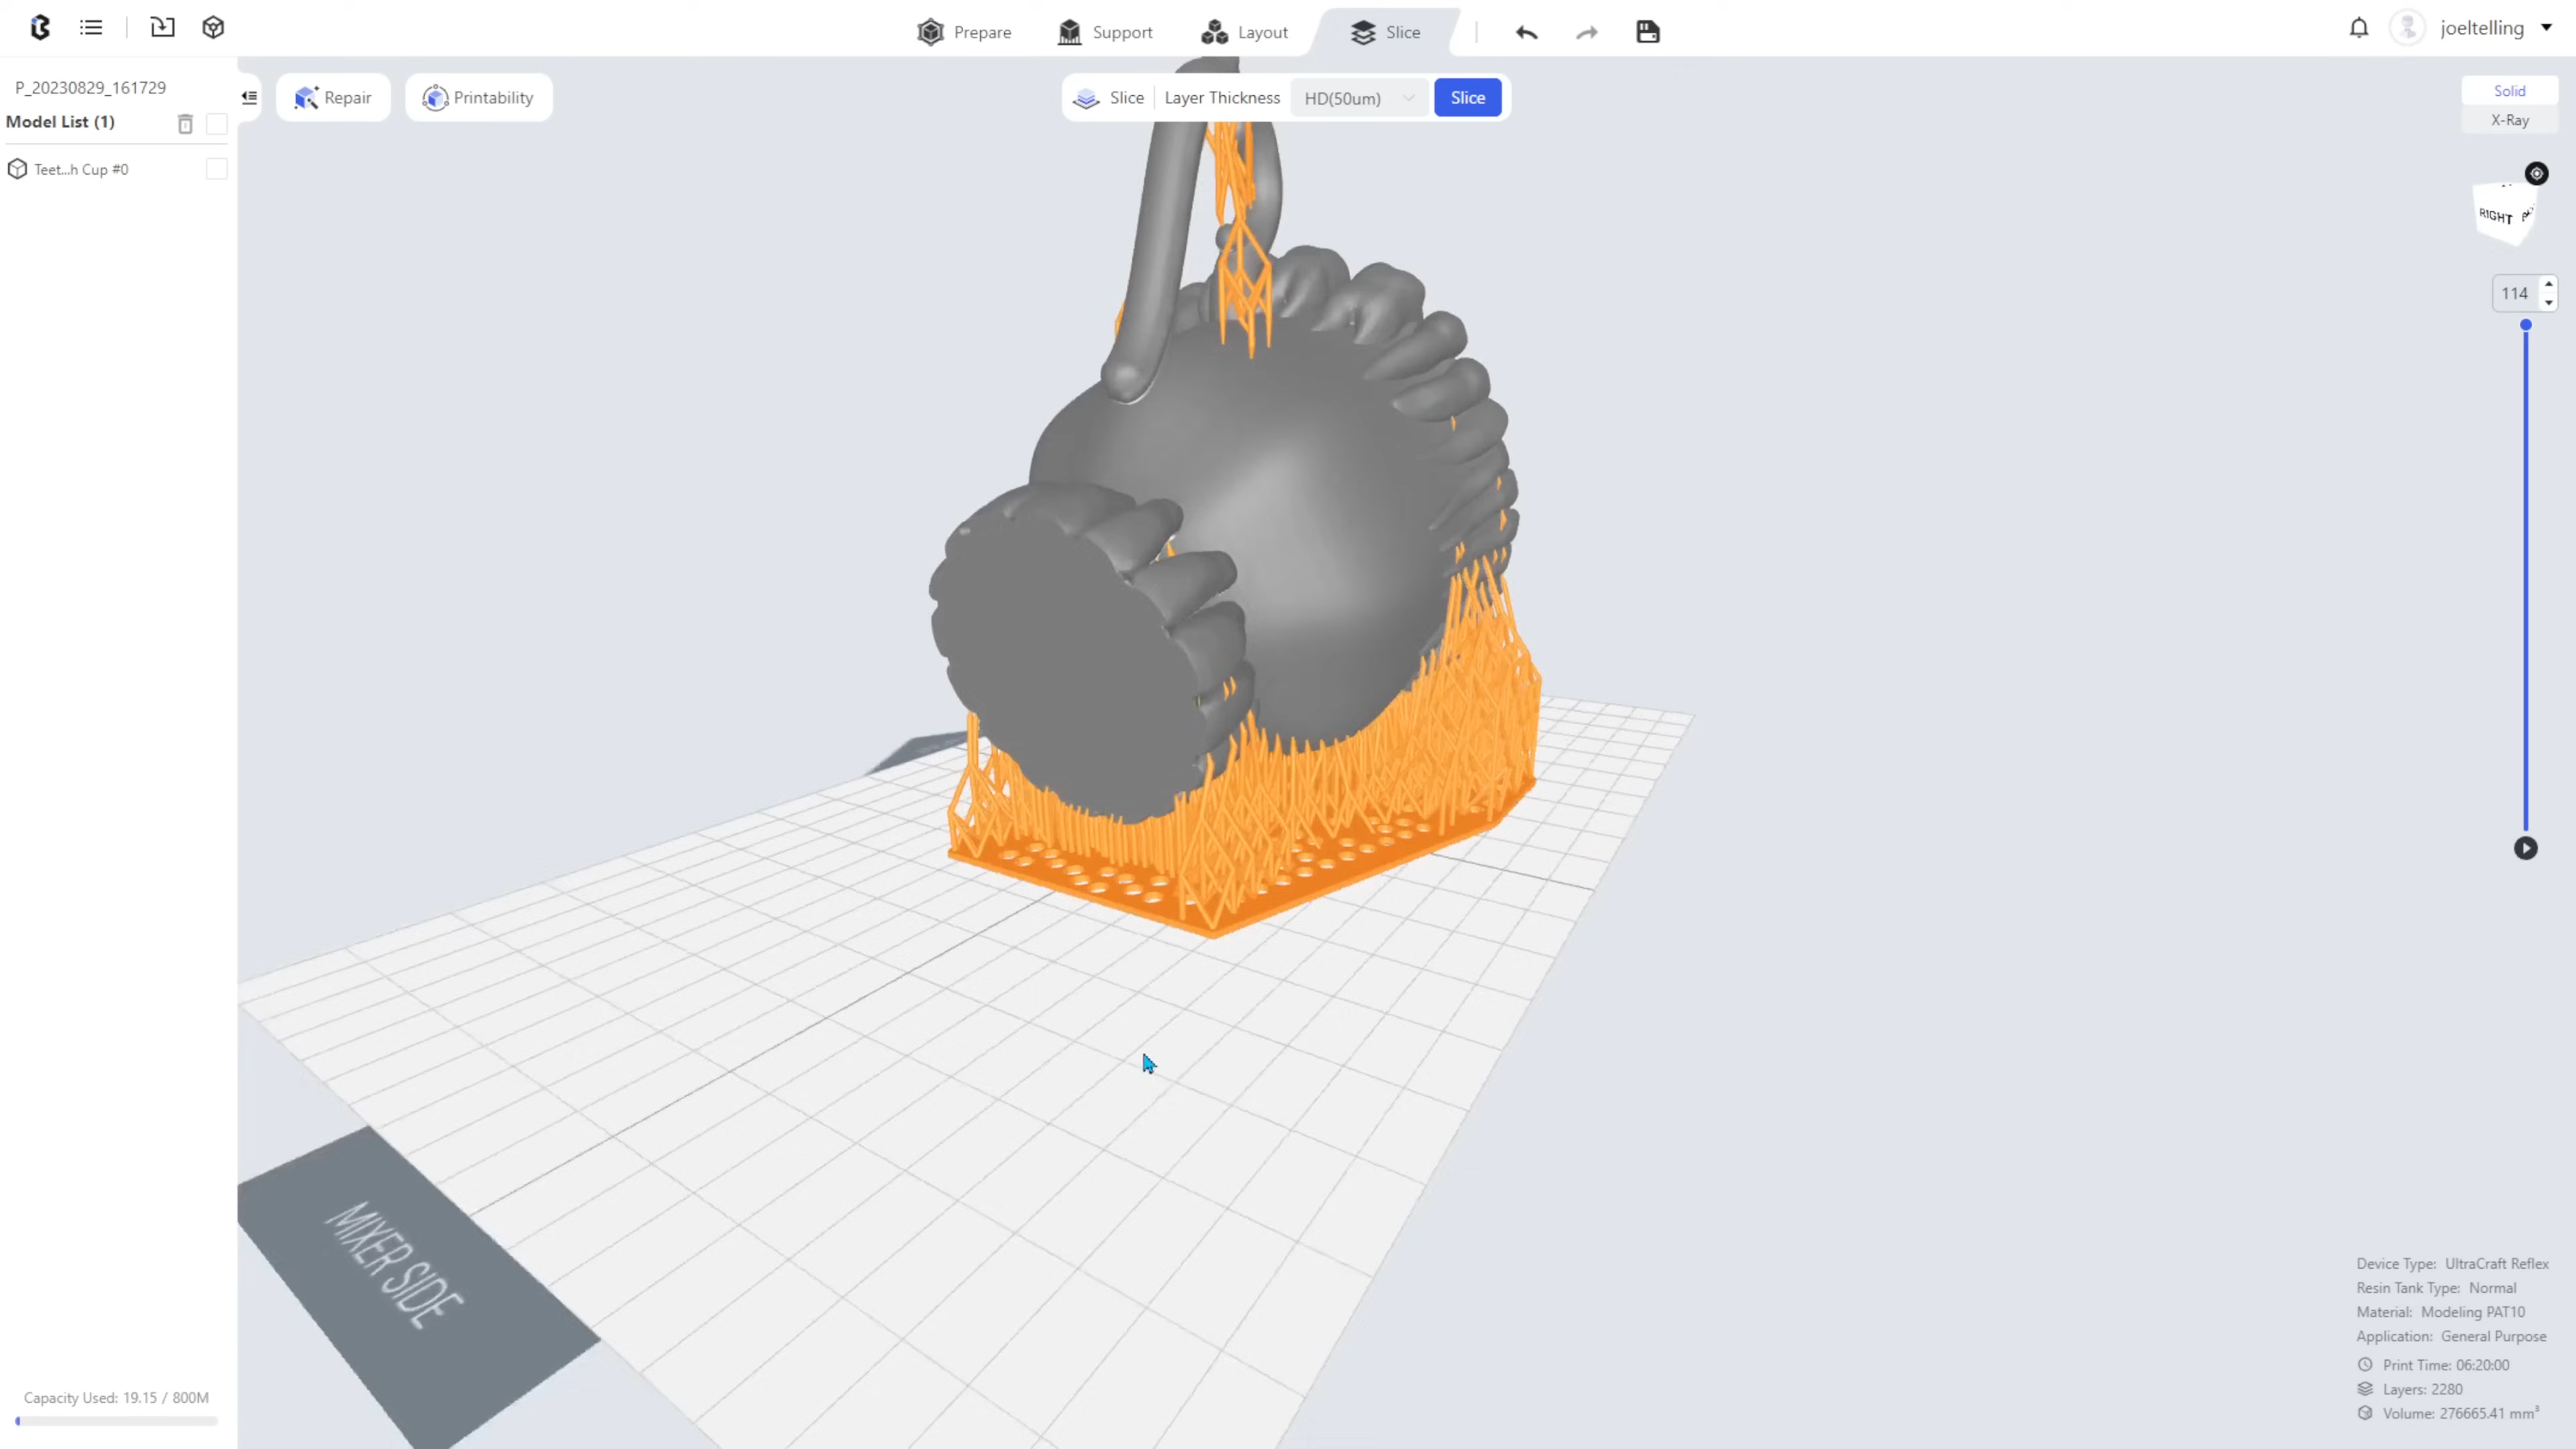 Prepare
Support
Layout
Slice
joeltelling
P_20230829_161729
Model List (1)
Teet...h Cup #0
Repair
Printability
Slice
Layer Thickness
HD(50um)
Slice
Solid
X-Ray
RIGHT
114
MIXER SIDE
Device Type: UltraCraft Reflex
Resin Tank Type: Normal
Material: Modeling PAT10
Application: General Purpose
Print Time: 06:20:00
Layers: 2280
Volume: 276665.41 mm³
Capacity Used: 19.15 / 800M